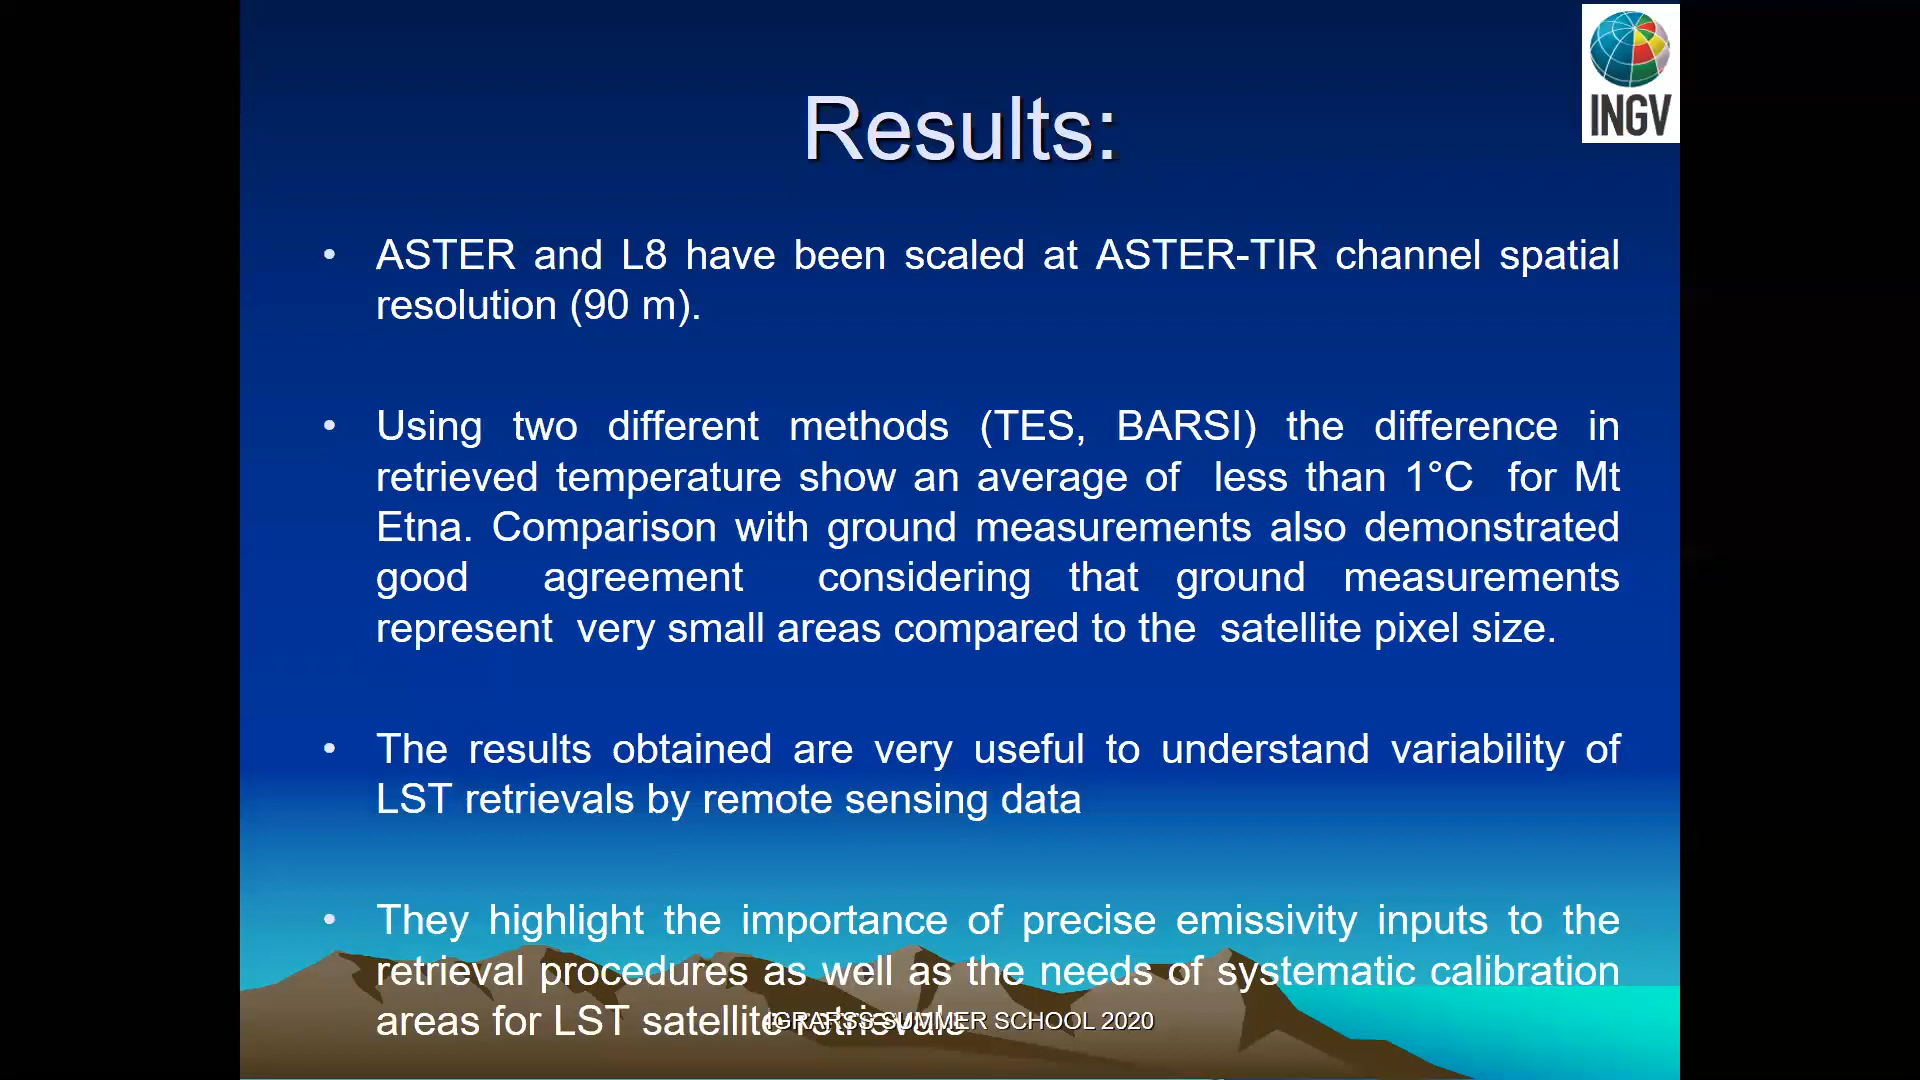 INGV
Results:
• ASTER and L8 have been scaled at ASTER-TIR channel spatial
resolution (90 m).
• Using two different methods (TES, BARSI) the difference in
retrieved temperature show an average of less than 1°C for Mt
Etna. Comparison with ground measurements also demonstrated
good agreement considering that ground measurements
represent very small areas compared to the satellite pixel size.
• The results obtained are very useful to understand variability of
LST retrievals by remote sensing data
• They highlight the importance of precise emissivity inputs to the
retrieval procedures as well as the needs of systematic calibration
areas for LST satellite retrievals
IGRARSS SUMMER SCHOOL 2020